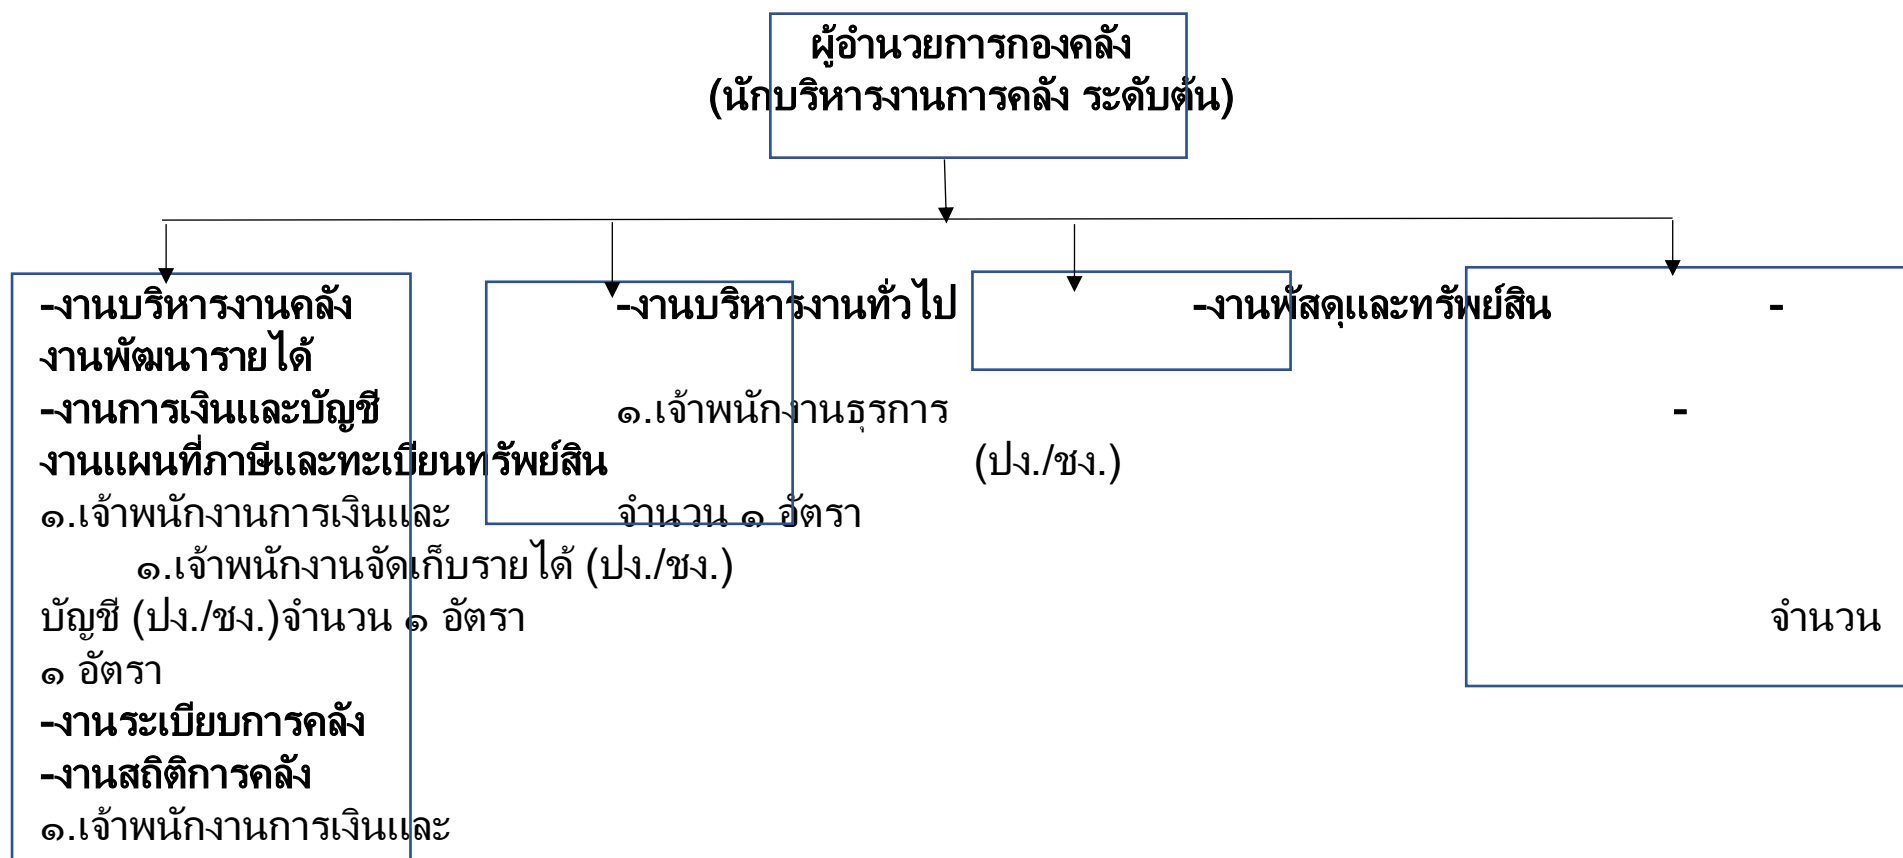 ผู้อำนวยการกองคลัง
(นักบริหารงานการคลัง ระดับต้น)
-งานบริหารงานคลัง -งานบริหารงานทั่วไป -งานพัสดุและทรัพย์สิน -
งานพัฒนารายได้
-งานการเงินและบัญชี ๑.เจ้าพนักงานธุรการ -
งานแผนที่ภาษีและทะเบียนทรัพย์สิน (ปง./ชง.)
๑.เจ้าพนักงานการเงินและ จำนวน ๑ อัตรา
๑.เจ้าพนักงานจัดเก็บรายได้ (ปง./ชง.)
บัญชี (ปง./ชง.)จำนวน ๑ อัตรา จำนวน
๑ อัตรา
-งานระเบียบการคลัง
-งานสถิติการคลัง
๑.เจ้าพนักงานการเงินและ